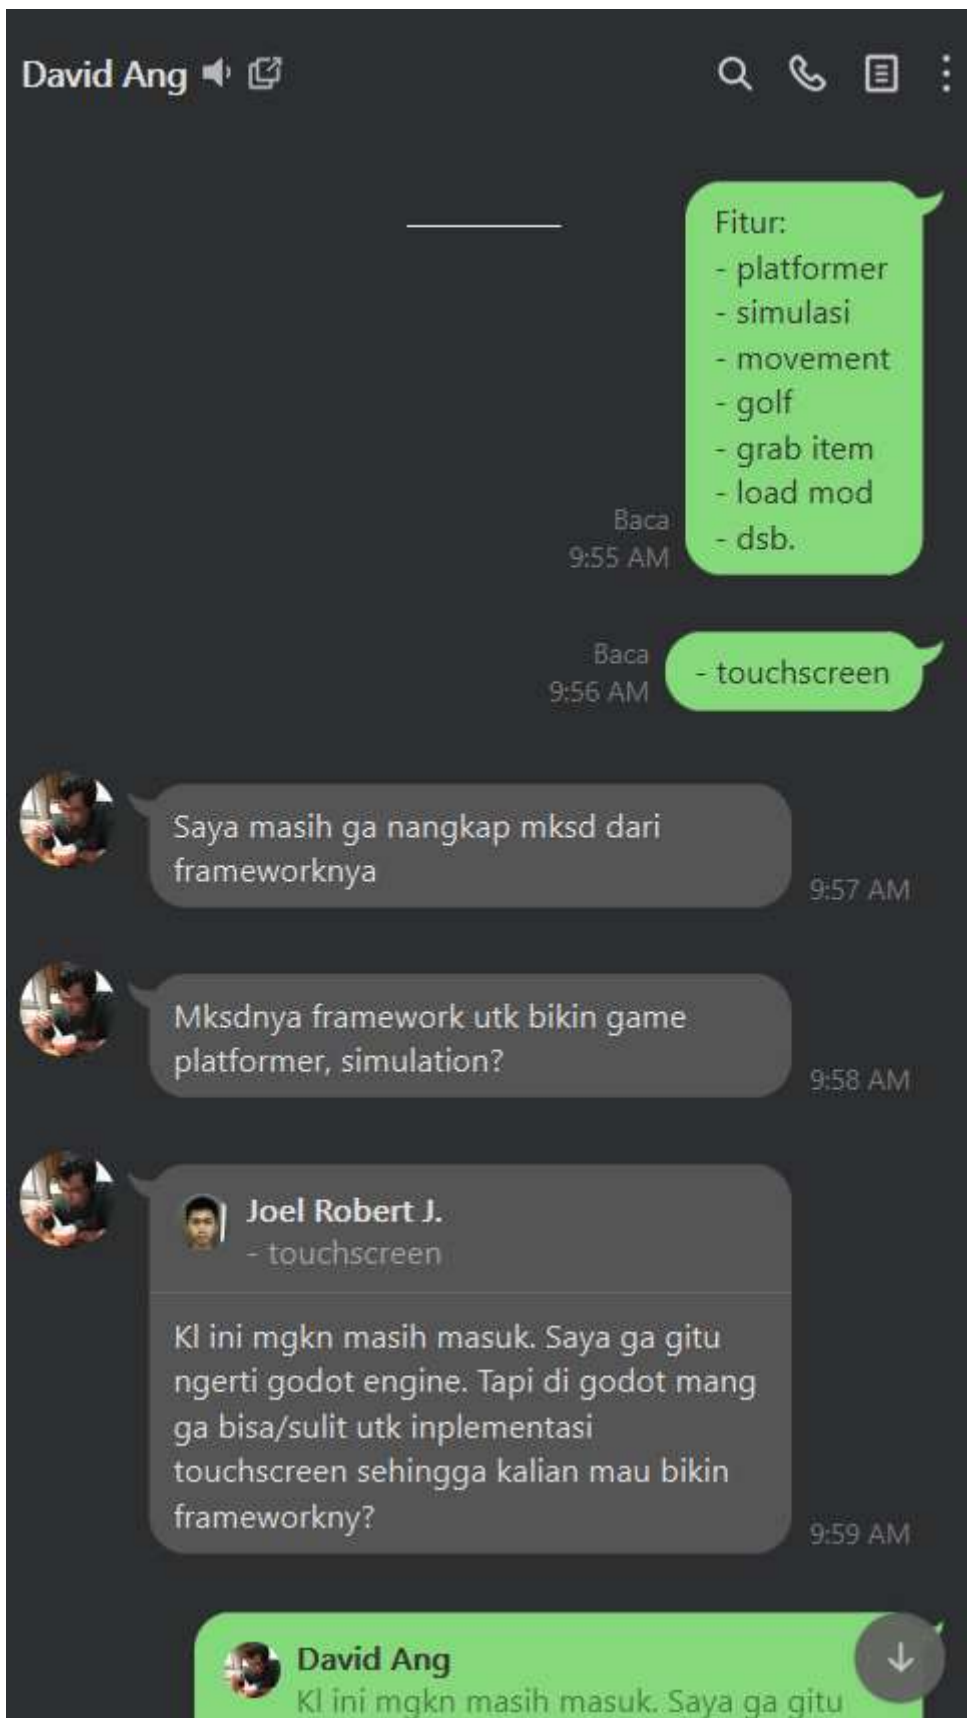 David Ang
Fitur:
- platformer
- simulasi
- movement
- golf
- grab item
- load mod
- dsb.
Baca
9:55 AM
Baca
9:56 AM
- touchscreen
Saya masih ga nangkap mksd dari
frameworknya
9:57 AM
Mksdnya framework utk bikin game
platformer, simulation?
9:58 AM
Joel Robert J.
- touchscreen
Kl ini mgkn masih masuk. Saya ga gitu
ngerti godot engine. Tapi di godot mang
ga bisa/sulit utk inplementasi
touchscreen sehingga kalian mau bikin
frameworkny?
9:59 AM
David Ang
Kl ini mgkn masih masuk. Saya ga gitu